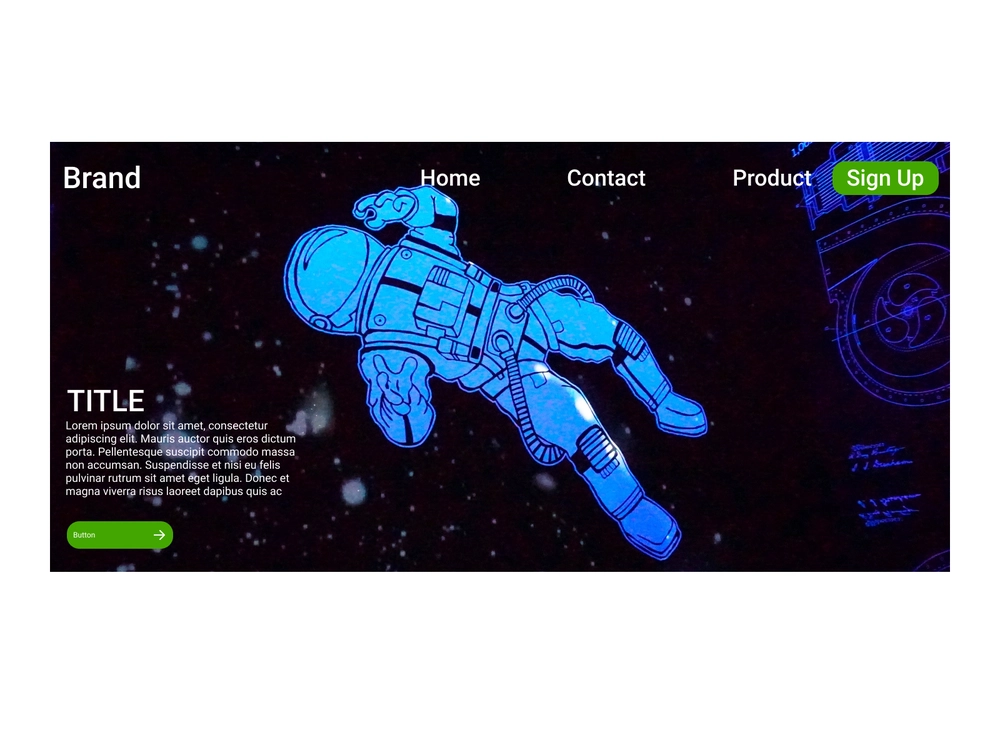 Brand
Home
Contact
Product
Sign Up
TITLE
Lorem ipsum dolor sit amet, consectetur
adipiscing elit. Mauris auctor quis eros dictum
porta. Pellentesque suscipit commodo massa
non accumsan. Suspendisse et nisi eu felis
pulvinar rutrum sit amet eget ligula. Donec et
magna viverra risus laoreet dapibus quis ac
Button